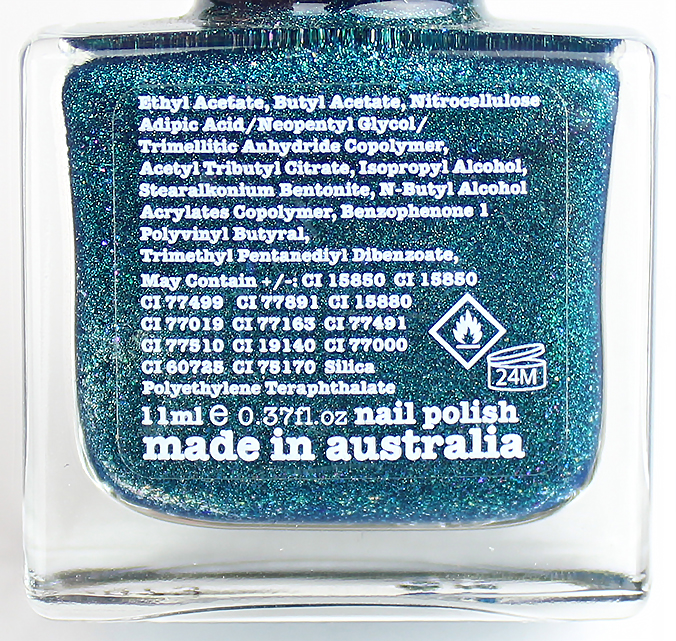 Ethyl Acetate, Butyl Acetate, Nitrocellulose
Adipic Acid/Neopentyl Glycol/
Trimellitic Anhydride Copolymer,
Acetyl Tributyl Citrate, Isopropyl Alcohol,
Stearalkonium Bentonite, N-Butyl Alcohol
Acrylates Copolymer, Benzophenone 1
Polyvinyl Butyral,
Trimethyl Pentanediyl Dibenzoate,
May Contain +/-: CI 15850 CI 15850
CI 77499 CI 77891 CI 15880
CI 77019 CI 77163 CI 77491
CI 77510 CI 19140 CI 77000
CI 60725 CI 75170 Silica
Polyethylene Teraphthalate
24M
11ml e 0.37fl.oz nail polish
made in australia